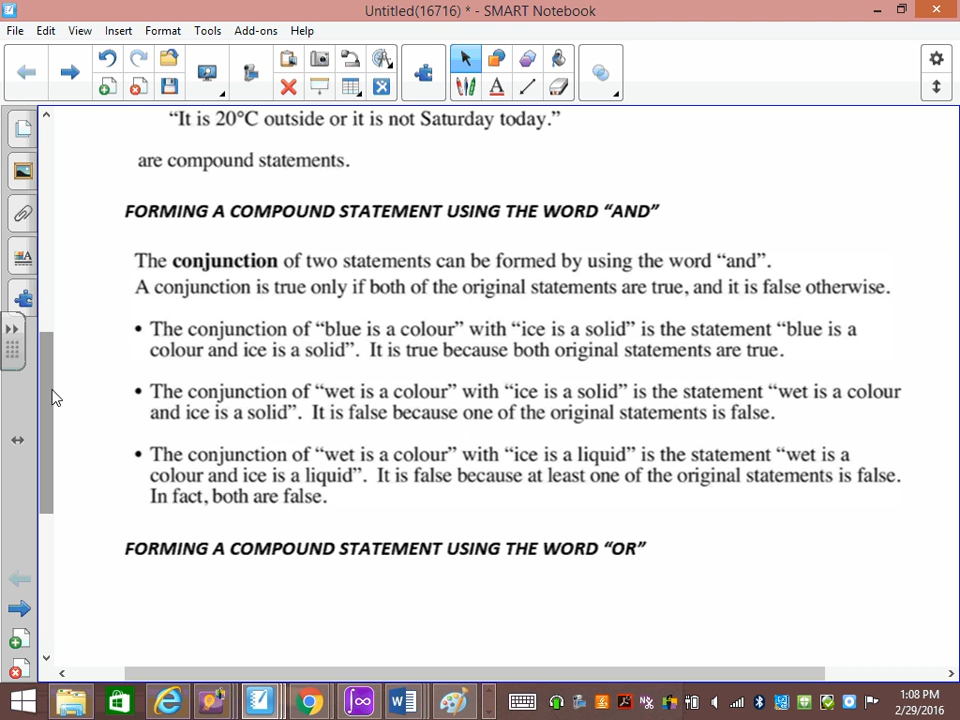 Untitled(16716) * - SMART Notebook
File Edit View Insert Format Tools Add-ons Help
“It is 20°C outside or it is not Saturday today.”
are compound statements.
FORMING A COMPOUND STATEMENT USING THE WORD “AND”
The conjunction of two statements can be formed by using the word “and”.
A conjunction is true only if both of the original statements are true, and it is false otherwise.
• The conjunction of “blue is a colour” with “ice is a solid” is the statement “blue is a
colour and ice is a solid”. It is true because both original statements are true.
• The conjunction of “wet is a colour” with “ice is a solid” is the statement “wet is a colour
and ice is a solid”. It is false because one of the original statements is false.
• The conjunction of “wet is a colour” with “ice is a liquid” is the statement “wet is a
colour and ice is a liquid”. It is false because at least one of the original statements is false.
In fact, both are false.
FORMING A COMPOUND STATEMENT USING THE WORD “OR”
1:08 PM
2/29/2016